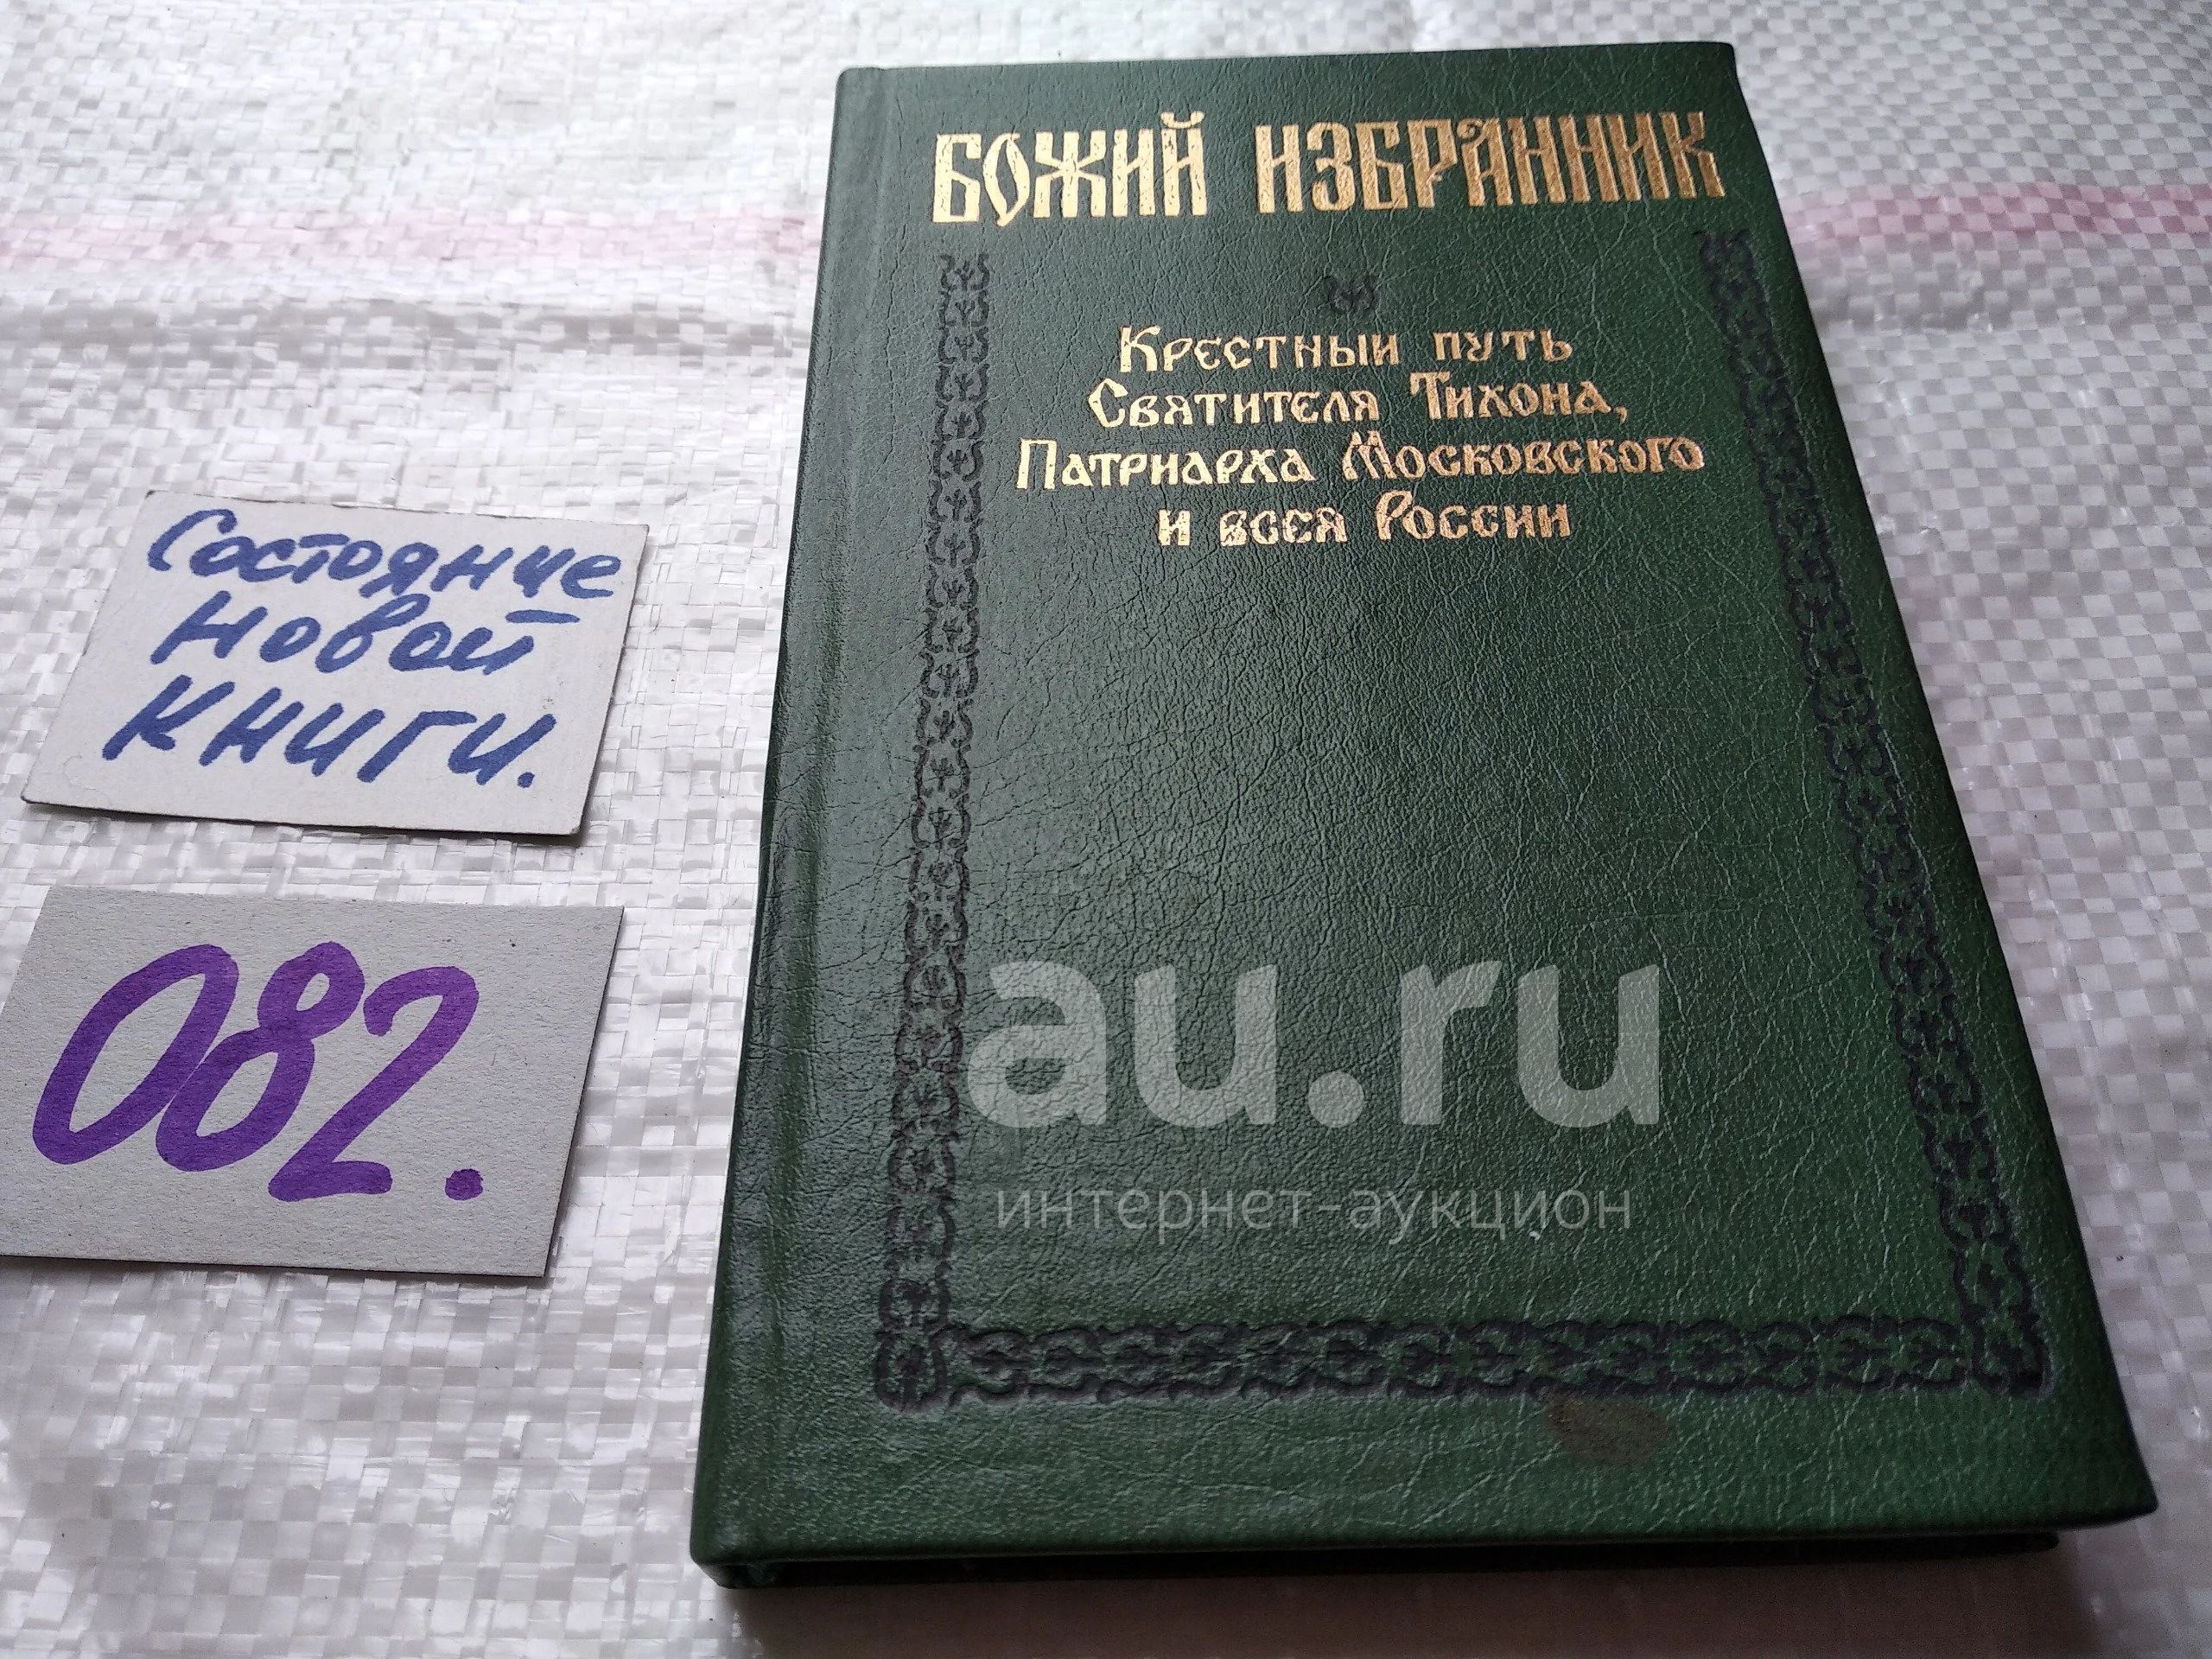 БОЖИЙ ИЗБРАННИК
Крестный путь
Святителя Тихона,
Патриарха Московского
и всея России
Состояние
новой
книги.
082.
au.ru
интернет-аукцион